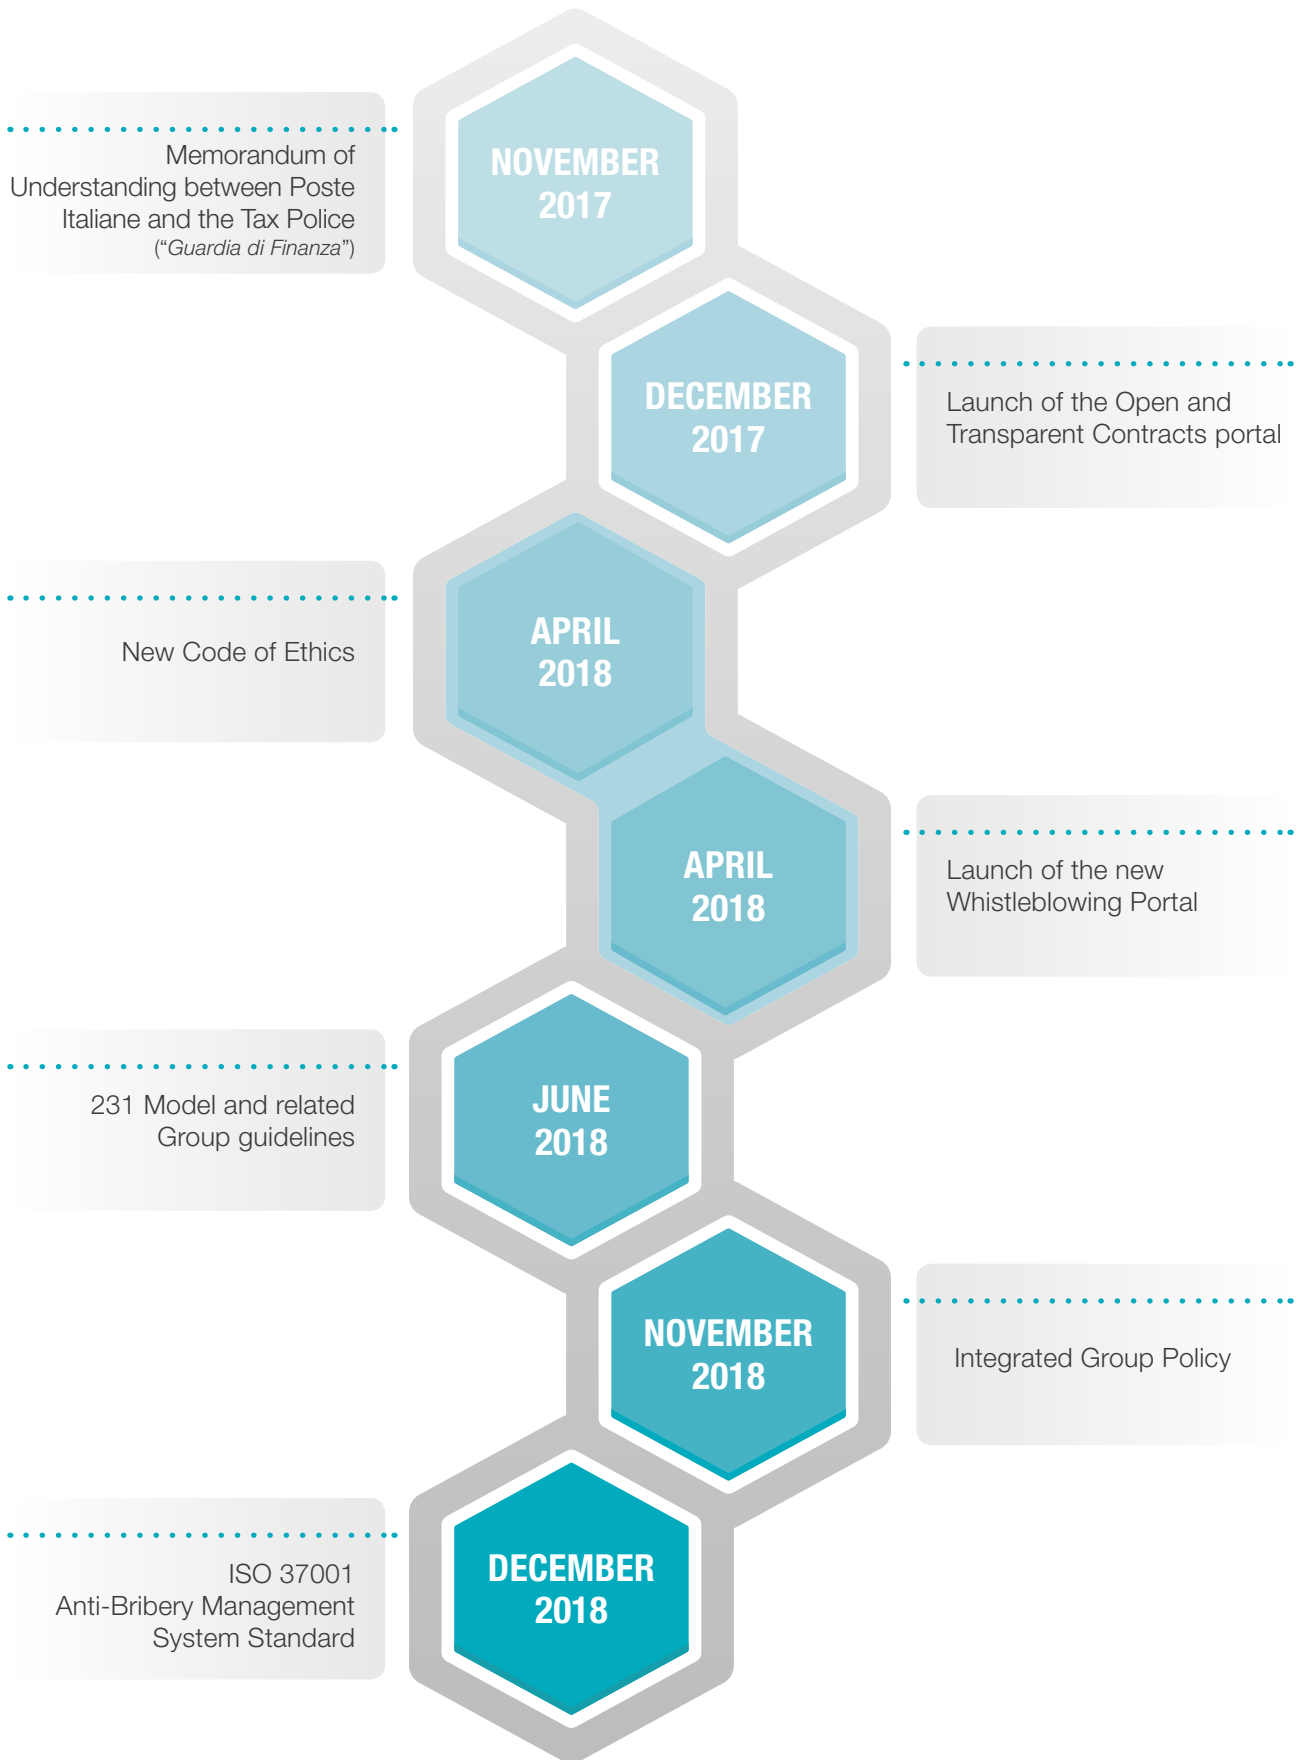 NOVEMBER
2017
Memorandum of
Understanding between Poste
Italiane and the Tax Police
(“Guardia di Finanza”)
DECEMBER
2017
Launch of the Open and
Transparent Contracts portal
APRIL
2018
New Code of Ethics
APRIL
2018
Launch of the new
Whistleblowing Portal
JUNE
2018
231 Model and related
Group guidelines
NOVEMBER
2018
Integrated Group Policy
DECEMBER
2018
ISO 37001
Anti-Bribery Management
System Standard